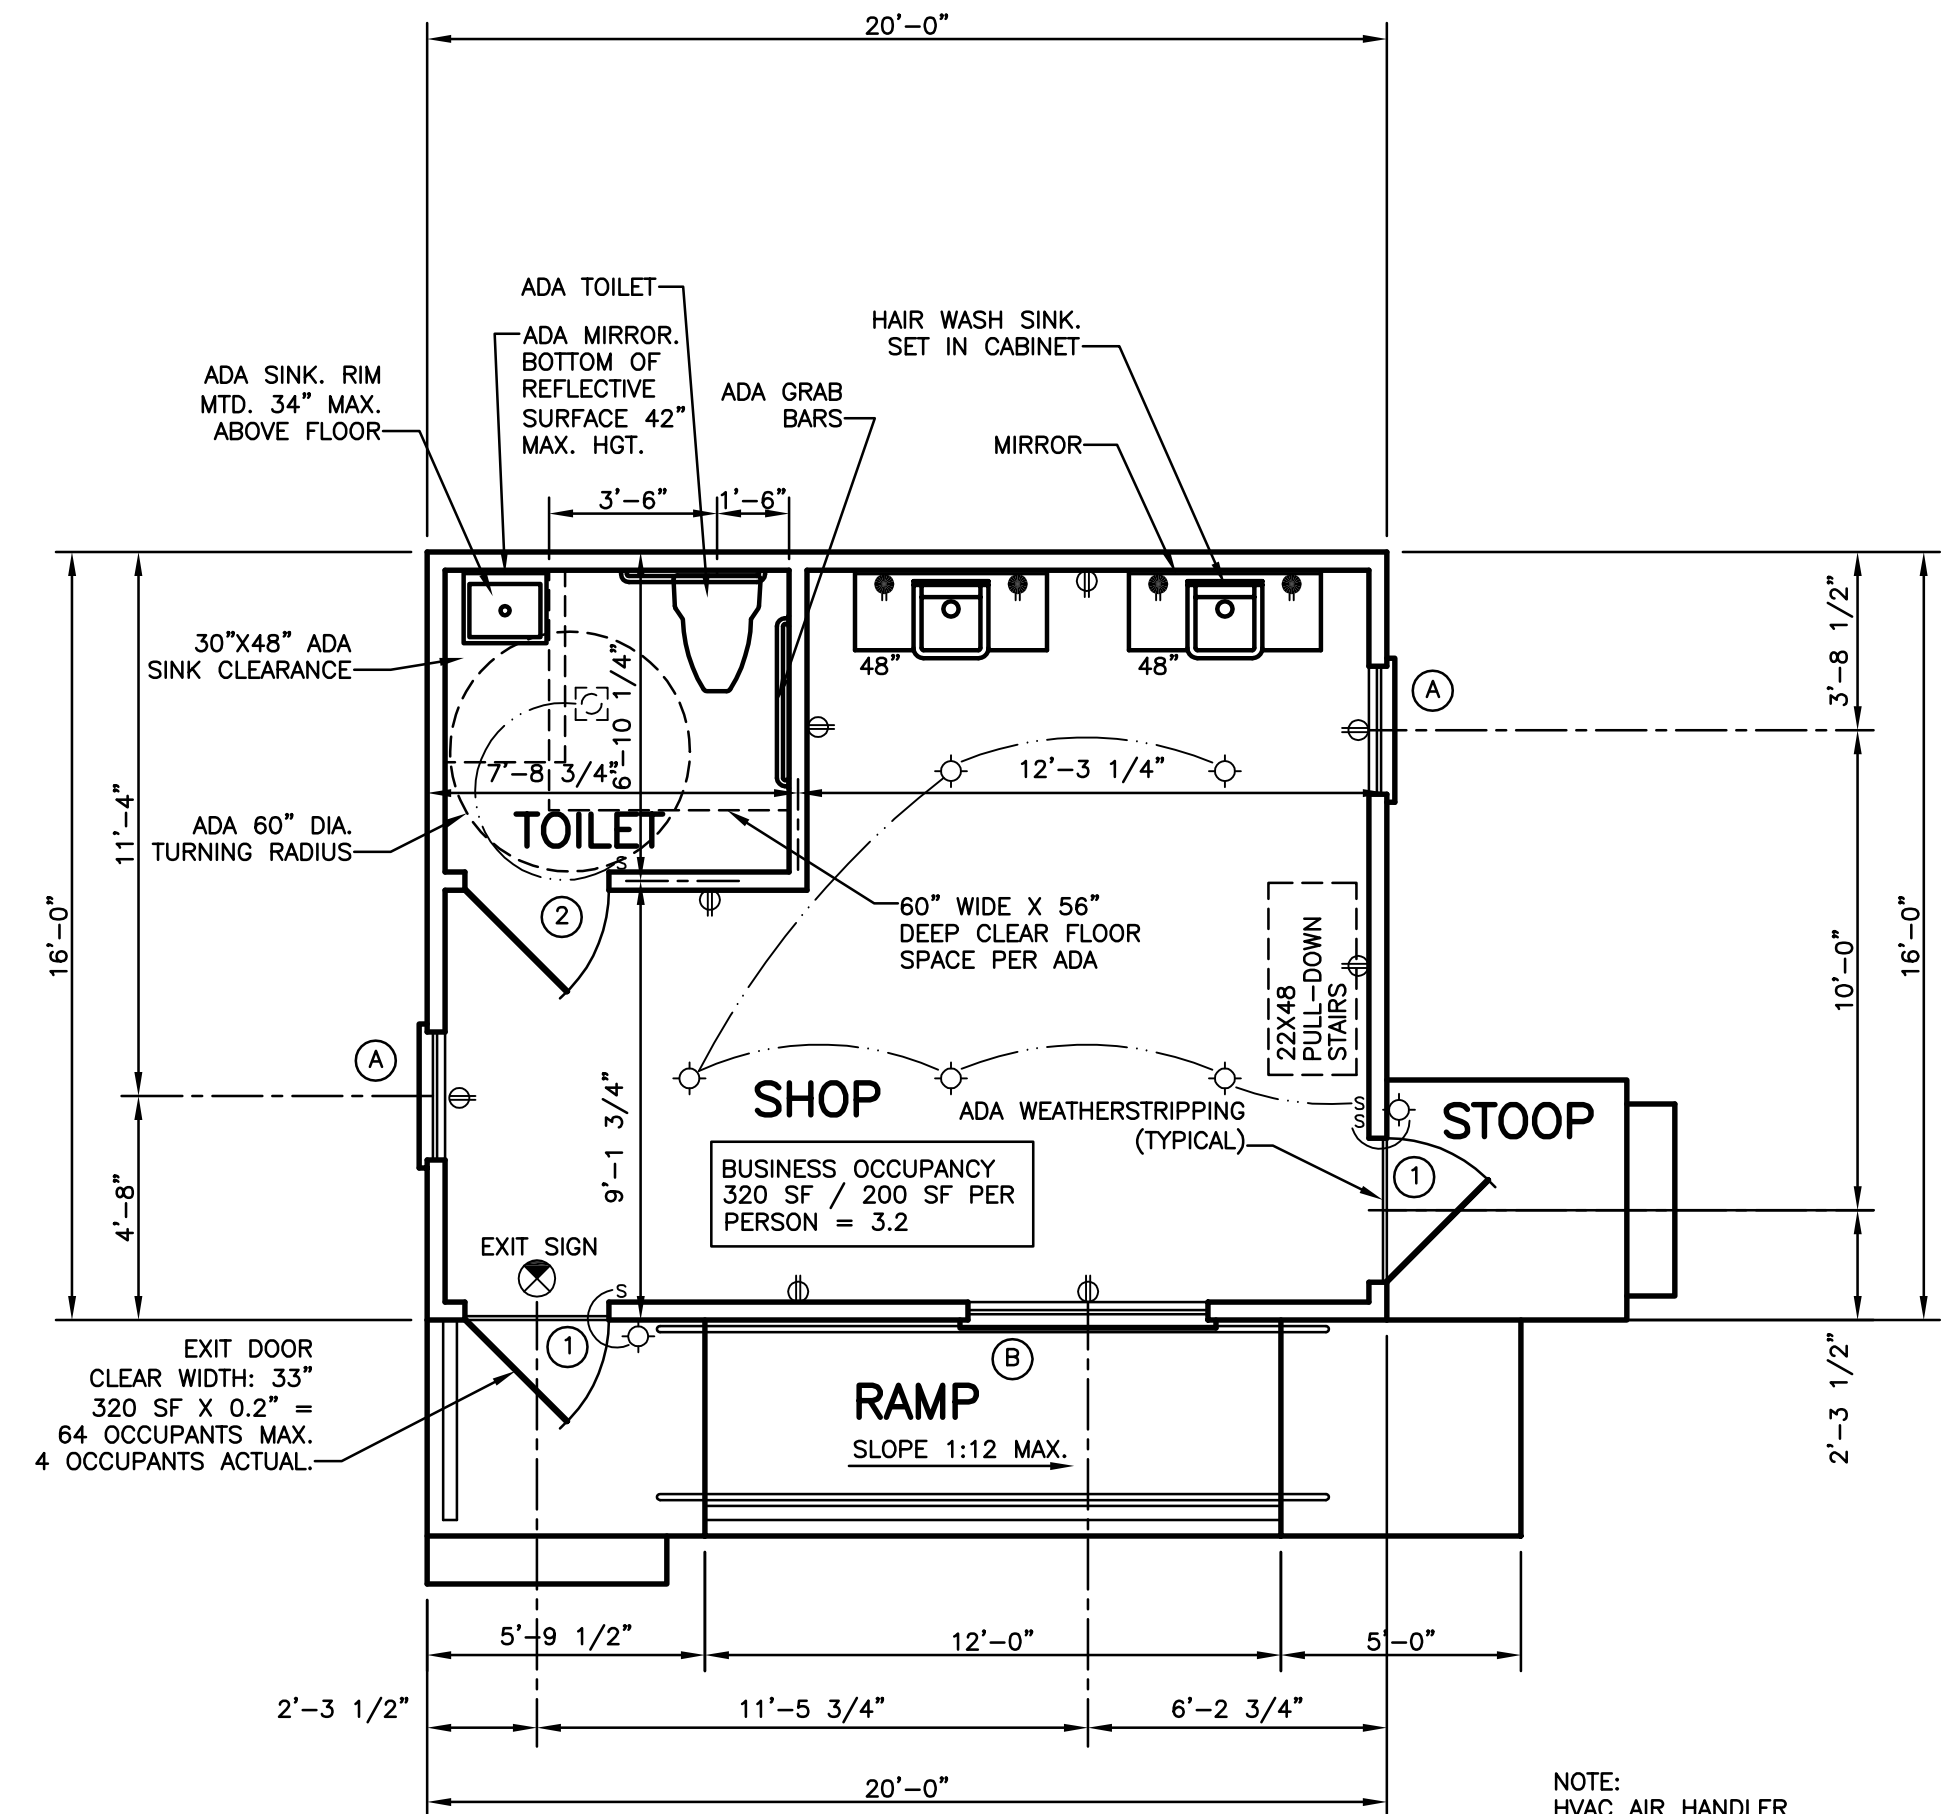 20'-0"
ADA TOILET
ADA MIRROR.
BOTTOM OF
REFLECTIVE
SURFACE 42"
MAX. HGT.
HAIR WASH SINK.
SET IN CABINET
ADA SINK. RIM
MTD. 34" MAX.
ABOVE FLOOR
ADA GRAB
BARS
MIRROR
3'-6"
1'-6"
30"X48" ADA
SINK CLEARANCE
48"
48"
A
3'-8 1/2"
6'-10 1/4"
7'-8 3/4"
12'-3 1/4"
11'-4"
ADA 60" DIA.
TURNING RADIUS
TOILET
S
2
60" WIDE X 56"
DEEP CLEAR FLOOR
SPACE PER ADA
22X48
PULL-DOWN
STAIRS
16'-0"
10'-0"
16'-0"
A
9'-1 3/4"
SHOP
ADA WEATHERSTRIPPING
(TYPICAL)
S
S
STOOP
1
BUSINESS OCCUPANCY
320 SF / 200 SF PER
PERSON = 3.2
4'-8"
EXIT SIGN
S
1
B
EXIT DOOR
CLEAR WIDTH: 33"
320 SF X 0.2" =
64 OCCUPANTS MAX.
4 OCCUPANTS ACTUAL.
RAMP
SLOPE 1:12 MAX.
2'-3 1/2"
5'-9 1/2"
12'-0"
5'-0"
2'-3 1/2"
11'-5 3/4"
6'-2 3/4"
20'-0"
NOTE:
HVAC AIR HANDLER